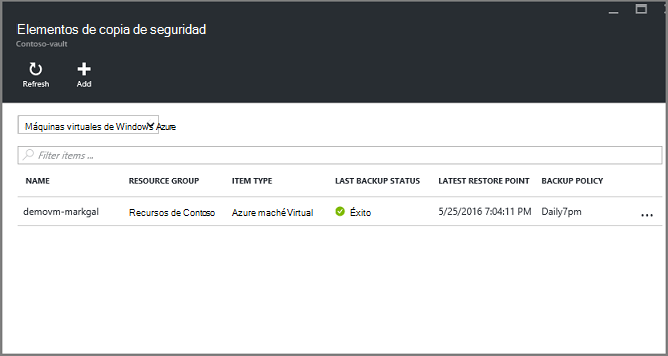 Elementos de copia de seguridad
Contoso-vault
Refresh Add
Máquinas virtuales de Windows Azure
Filter items ...
NAME RESOURCE GROUP ITEM TYPE LAST BACKUP STATUS LATEST RESTORE POINT BACKUP POLICY
demovm-markgal Recursos de Contoso Azure maché Virtual Éxito 5/25/2016 7:04:11 PM Daily7pm ...